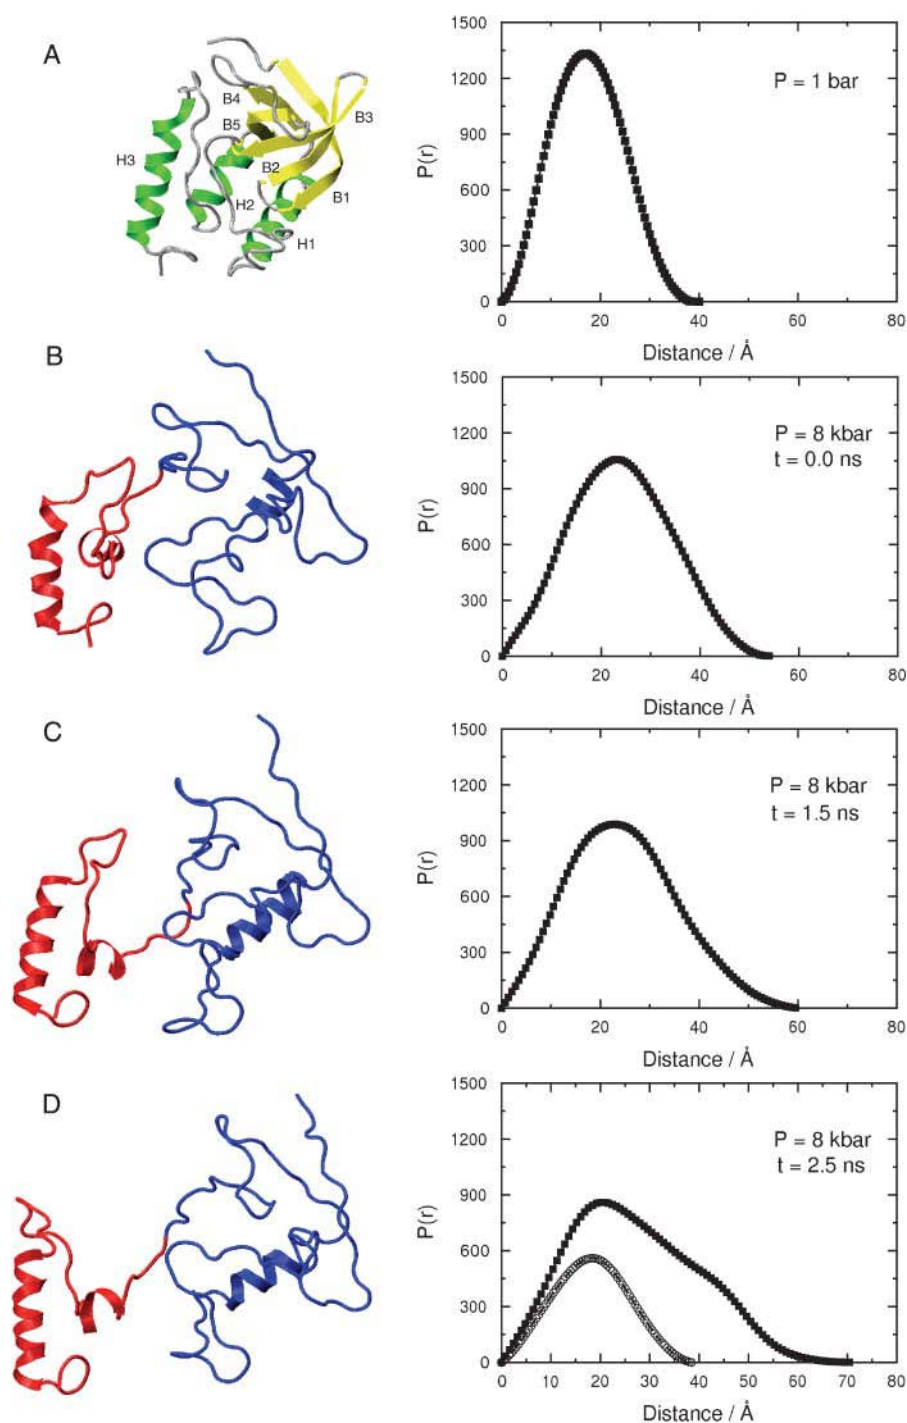 A
B4
B5
B3
H3
B2
H2
B1
H1
1500
1200
900
600
300
0
P(r)
P = 1 bar
0 20 40 60 80
Distance / Å
B
1500
1200
900
600
300
0
P(r)
P = 8 kbar
t = 0.0 ns
0 20 40 60 80
Distance / Å
C
1500
1200
900
600
300
0
P(r)
P = 8 kbar
t = 1.5 ns
0 20 40 60 80
Distance / Å
D
1500
1200
900
600
300
0
P(r)
P = 8 kbar
t = 2.5 ns
0 10 20 30 40 50 60 70 80
Distance / Å